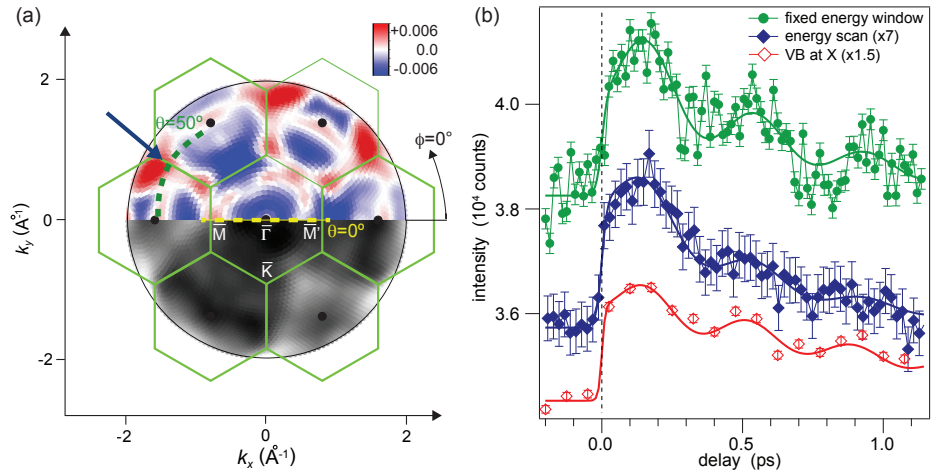 (a)
+0.006
0.0
-0.006
2
0
-2
k_y (Å⁻¹)
θ=50°
ϕ=0°
M̅
Γ̅
M̅'
θ=0°
K̅
-2
0
2
k_x (Å⁻¹)
(b)
fixed energy window
energy scan (x7)
VB at X (x1.5)
4.0
3.8
3.6
intensity (10⁴ counts)
0.0
0.5
1.0
delay (ps)